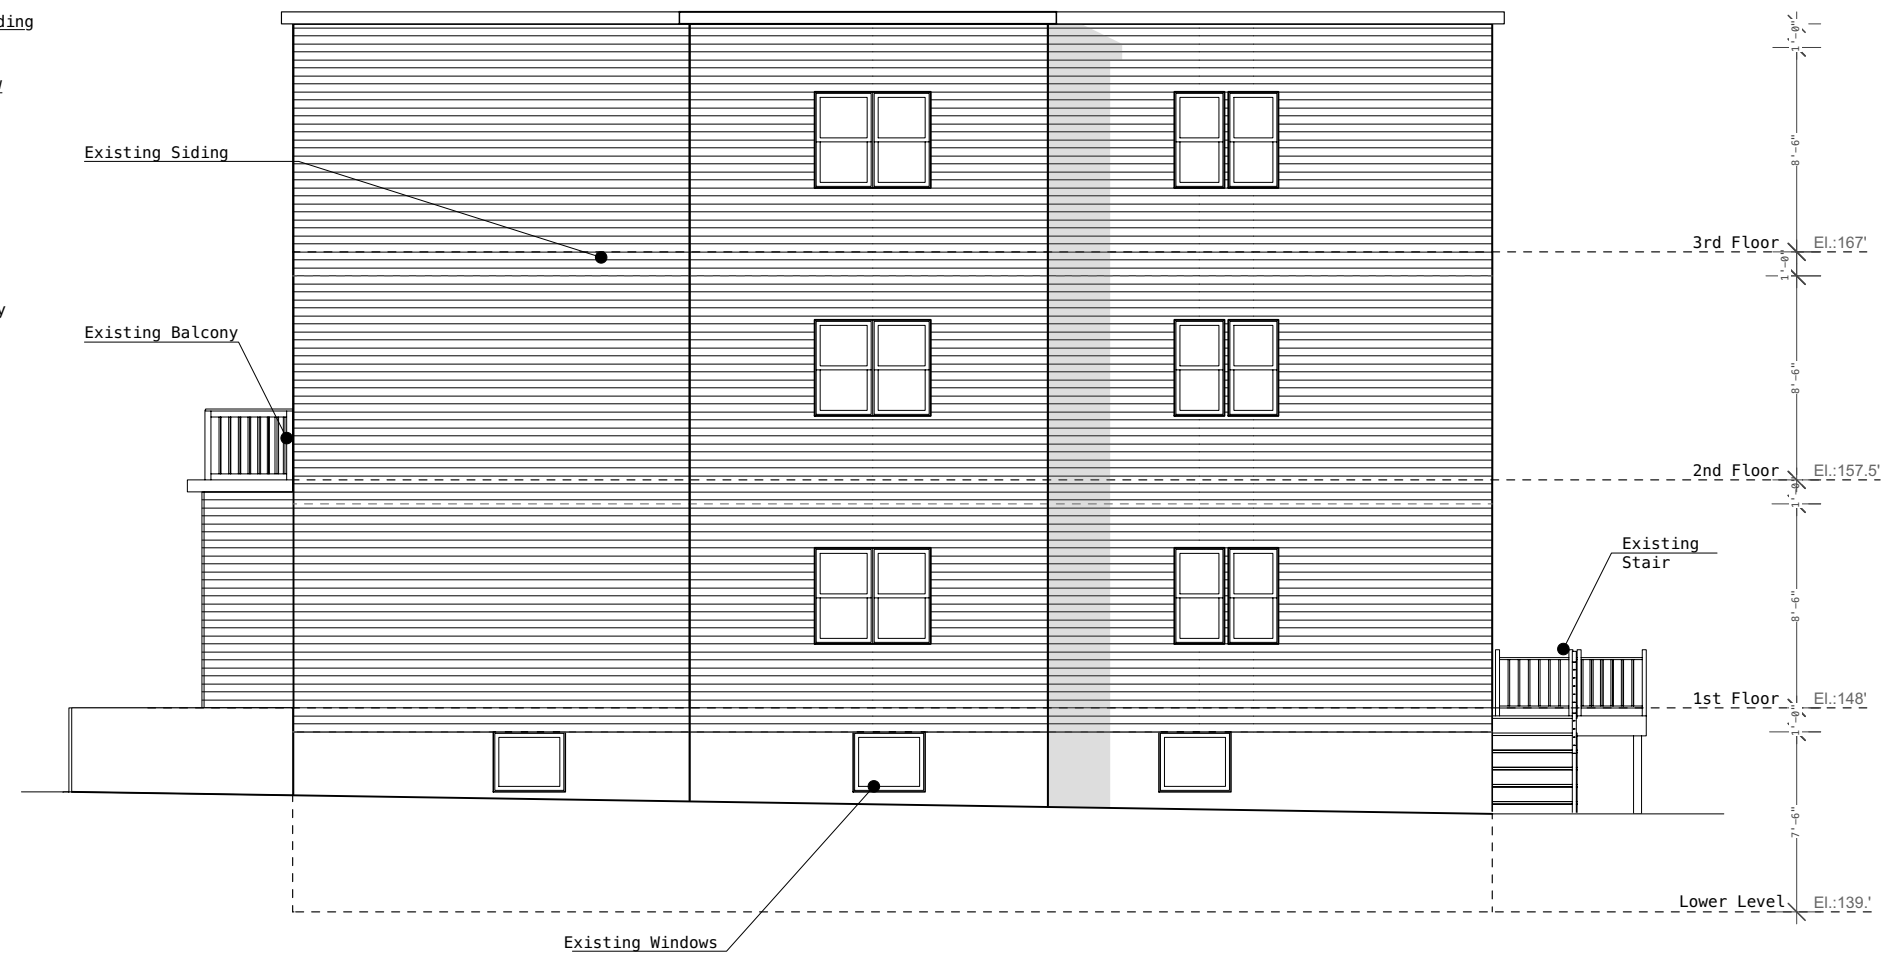 ding
Existing Siding
Existing Balcony
Existing Windows
Existing
Stair
1'-0"
8'-6"
3rd Floor El.:167'
1'-0"
8'-6"
2nd Floor El.:157.5'
1'-0"
8'-6"
1st Floor El.:148'
1'-0"
7'-6"
Lower Level El.:139.'